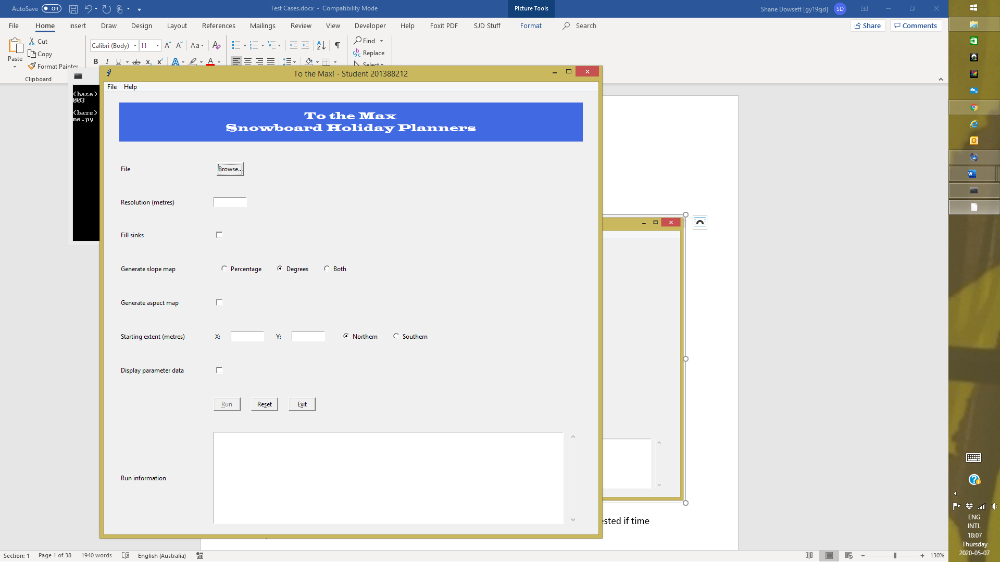 AutoSave Off
Test Cases.docx - Compatibility Mode
Picture Tools
Shane Dowsett [gy19sjd] SD
File Home Insert Draw Design Layout References Mailings Review View Developer Help Foxit PDF SJD Stuff Format Search
Share Comments
Paste
Cut
Copy
Format Painter
Clipboard
Calibri (Body) 11
Find
Replace
Select
(base)
003
(base)
me.py
To the Max! - Student 201388212
File Help
To the Max
Snowboard Holiday Planners
File Browse...
Resolution (metres)
Fill sinks
Generate slope map Percentage Degrees Both
Generate aspect map
Starting extent (metres) X: Y: Northern Southern
Display parameter data
Run Reset Exit
Run information
ested if time
Section: 1 Page 1 of 38 1940 words English (Australia) 130%
ENG
INTL
18:07
Thursday
2020-05-07